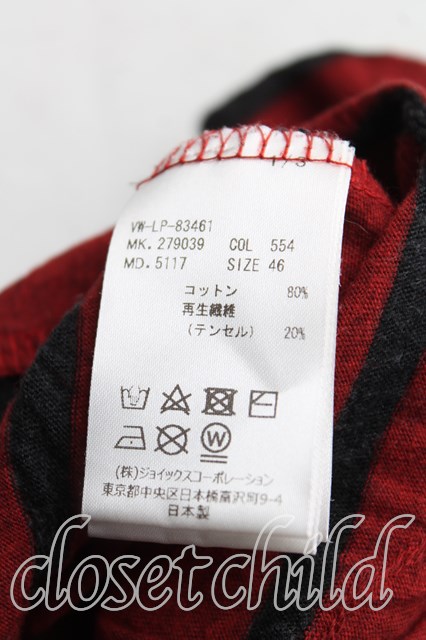 1/3
VW-LP-83461
MK. 279039 COL 554
MD. 5117 SIZE 46
コットン 80%
再生繊維
(テンセル) 20%
W
(株)ジョイックスコーポレーション
東京都中央区日本橋富沢町9-4
日本製
closetchild